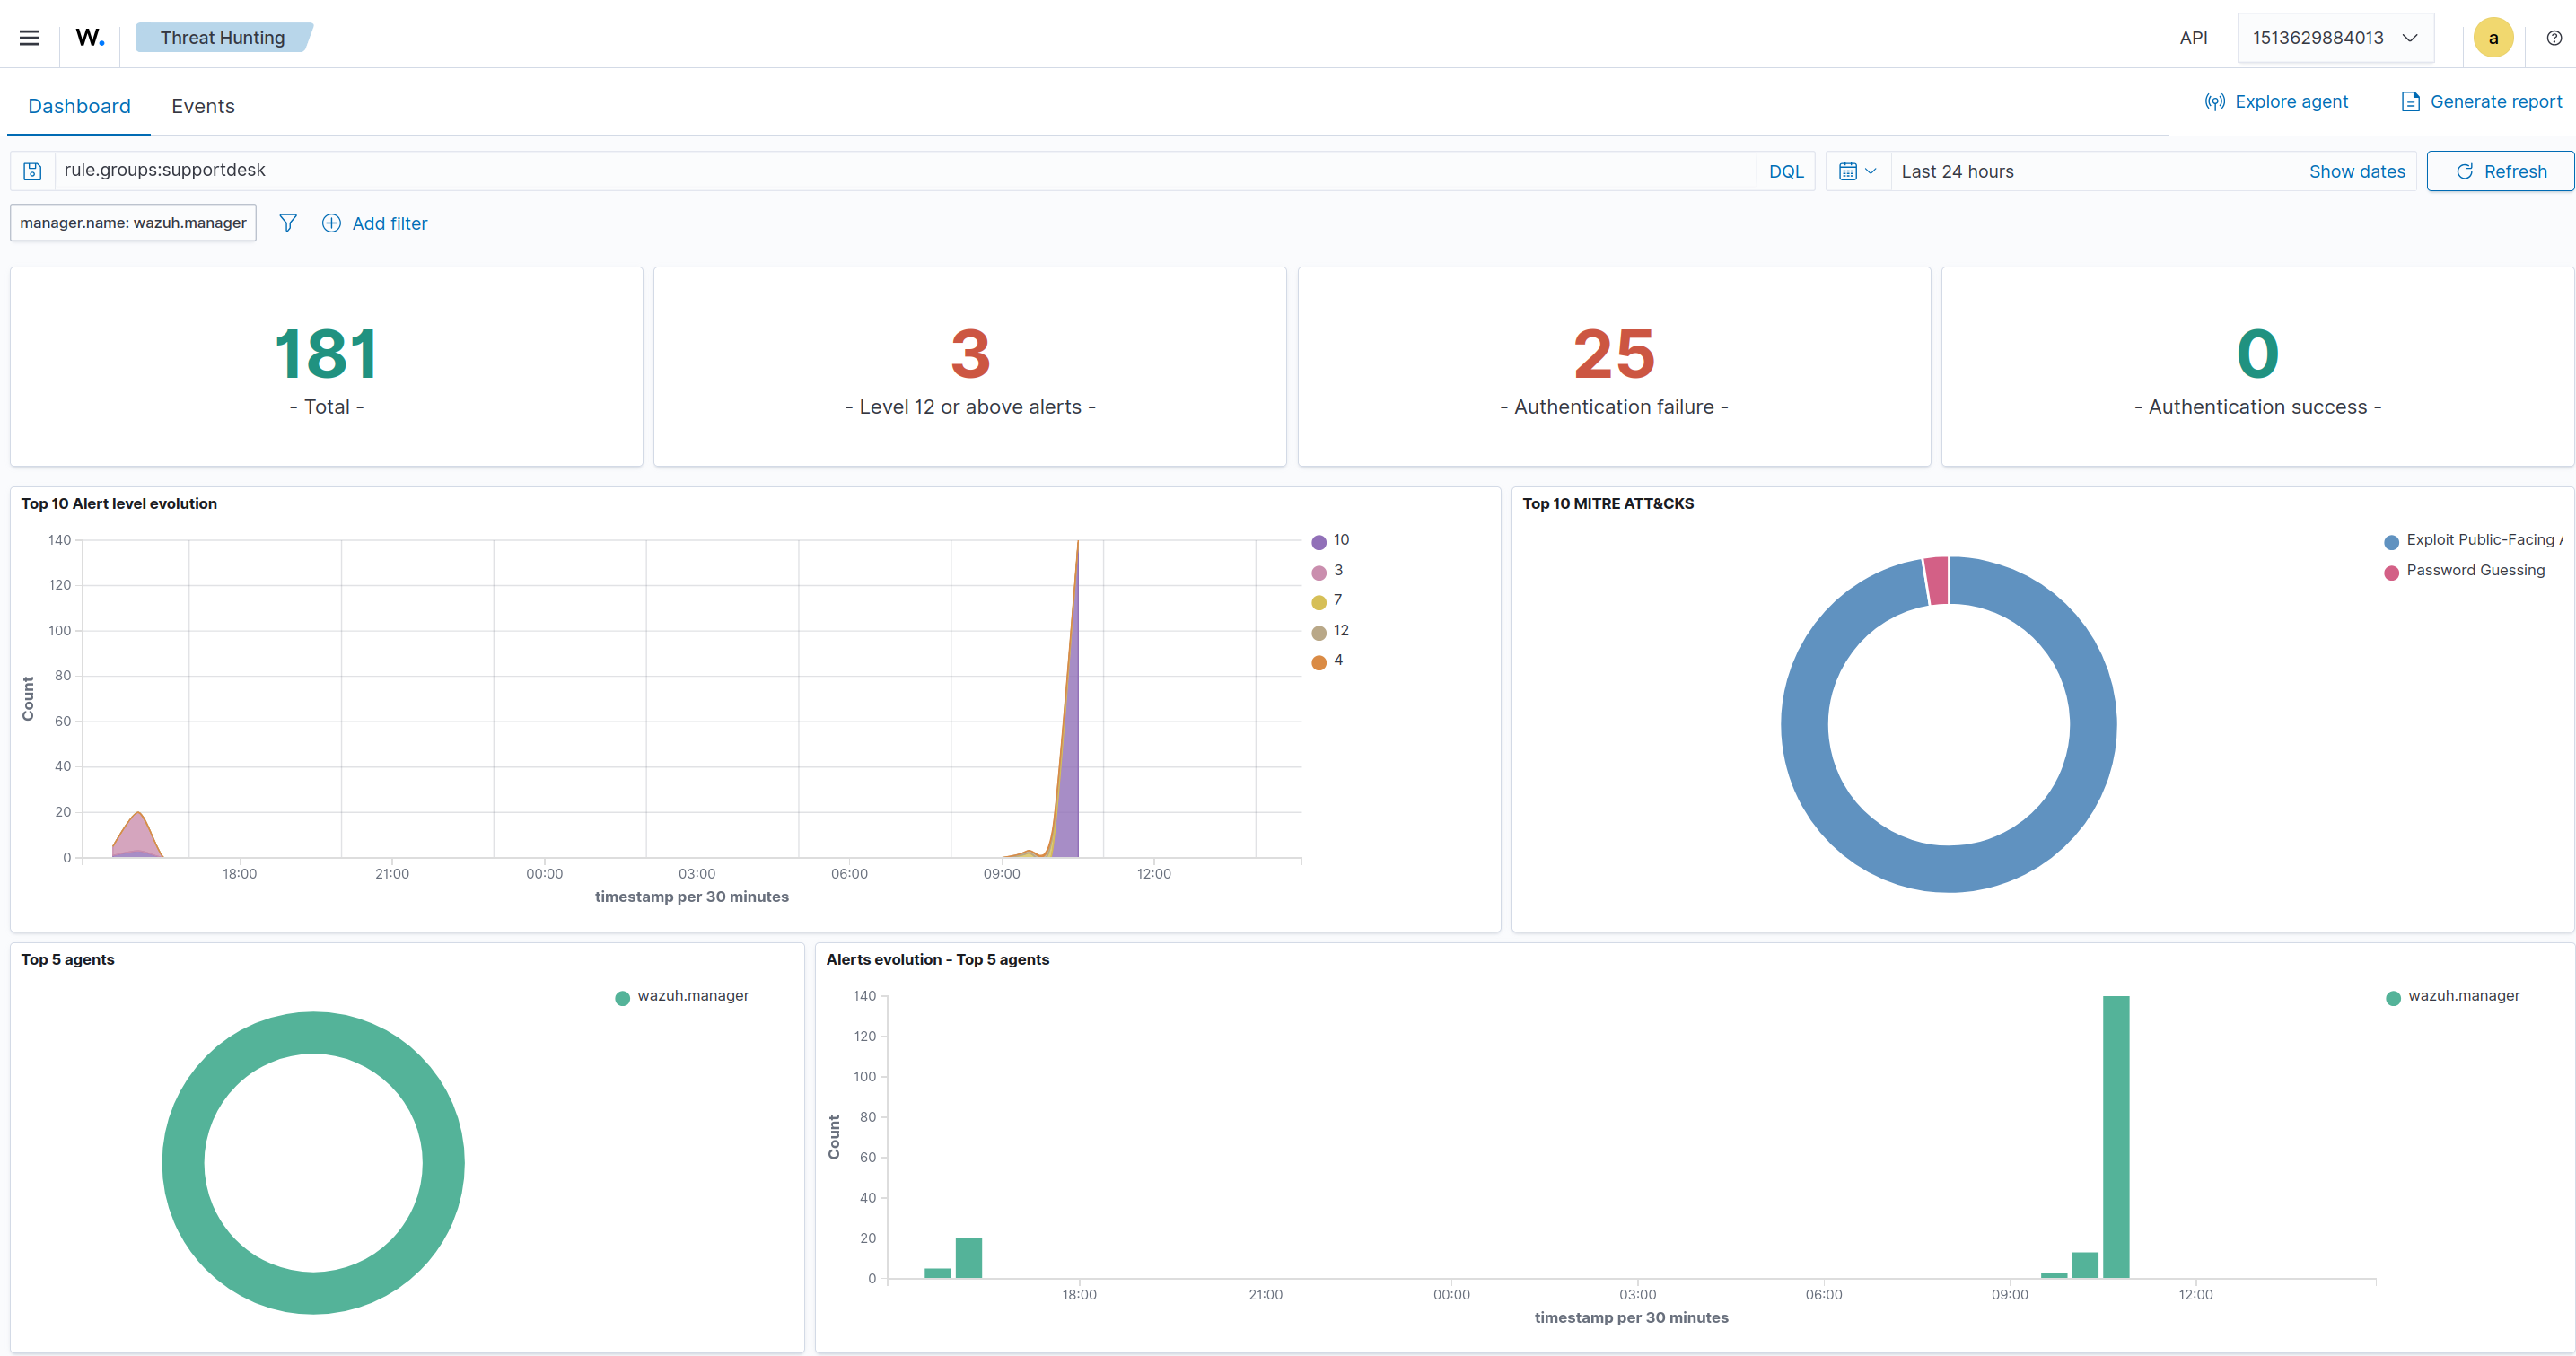 W. Threat Hunting API 1513629884013 a
Dashboard Events Explore agent Generate report
rule.groups:supportdesk DQL Last 24 hours Show dates Refresh
manager.name: wazuh.manager Add filter
181 3 25 0
- Total - - Level 12 or above alerts - - Authentication failure - - Authentication success -
Top 10 Alert level evolution
140
120
100
80
60
40
20
0
Count
18:00 21:00 00:00 03:00 06:00 09:00 12:00
timestamp per 30 minutes
10
3
7
12
4
Top 10 MITRE ATT&CKS
Exploit Public-Facing
Password Guessing
Top 5 agents
wazuh.manager
Alerts evolution - Top 5 agents
140
120
100
80
60
40
20
0
Count
18:00 21:00 00:00 03:00 06:00 09:00 12:00
timestamp per 30 minutes
wazuh.manager